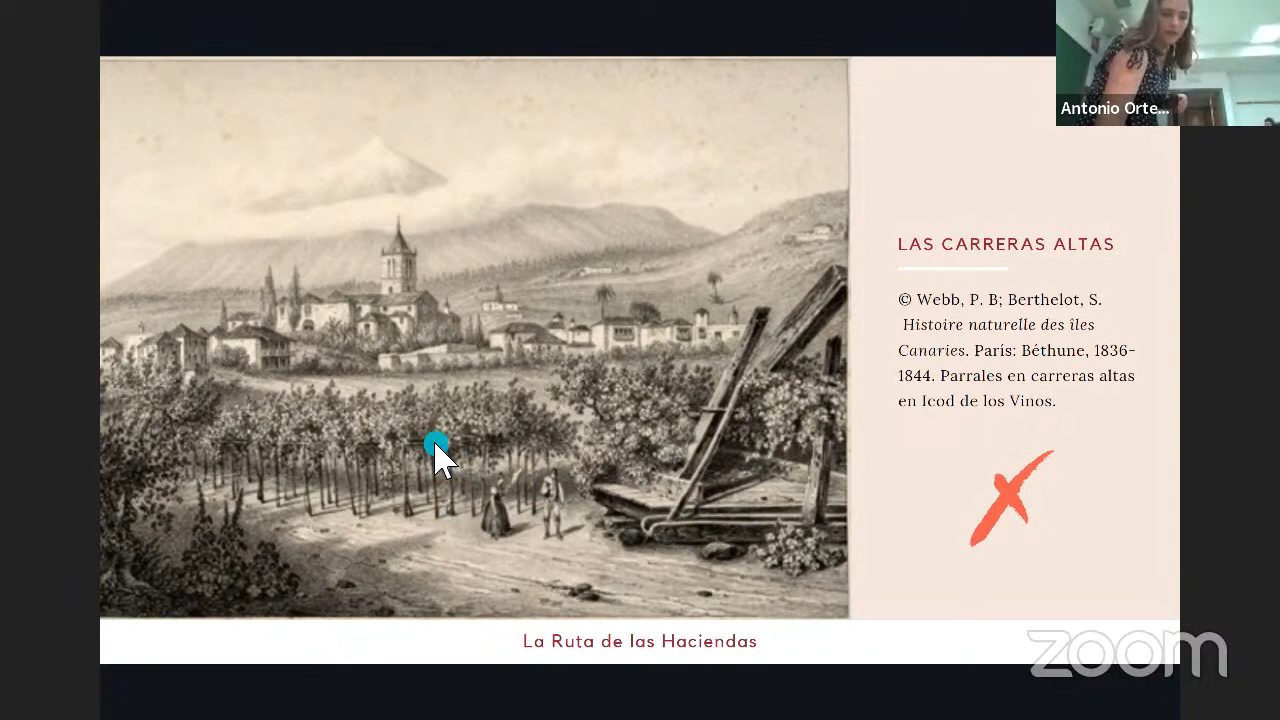 Antonio Orte...
LAS CARRERAS ALTAS
© Webb, P. B; Berthelot, S.
Histoire naturelle des îles
Canaries. París: Béthune, 1836-
1844. Parrales en carreras altas
en Icod de los Vinos.
La Ruta de las Haciendas
zoom